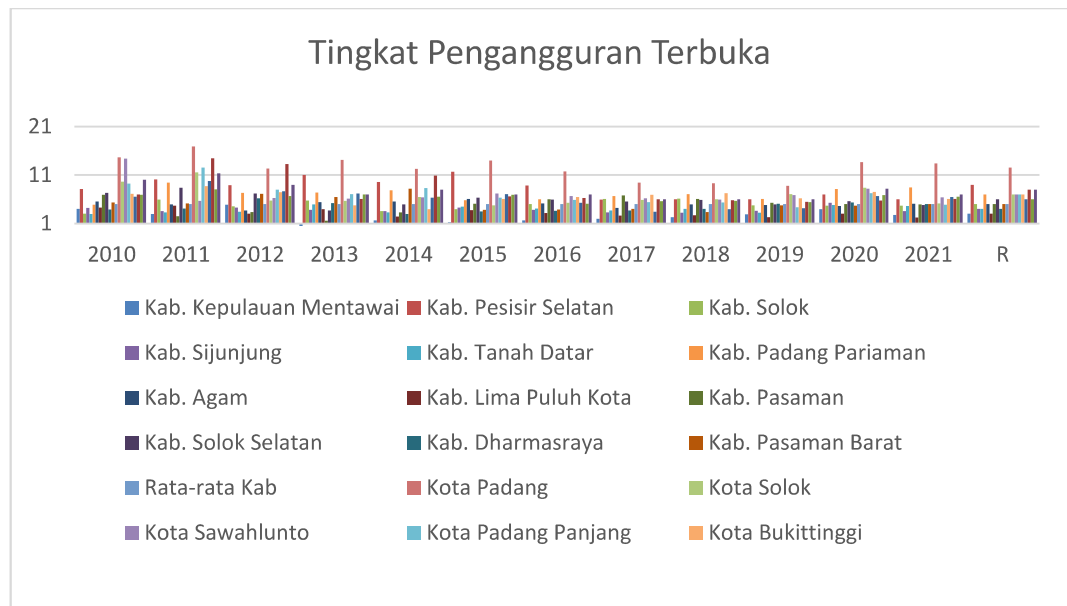 Tingkat Pengangguran Terbuka
21
11
1
2010 2011 2012 2013 2014 2015 2016 2017 2018 2019 2020 2021 R
Kab. Kepulauan Mentawai Kab. Pesisir Selatan Kab. Solok
Kab. Sijunjung Kab. Tanah Datar Kab. Padang Pariaman
Kab. Agam Kab. Lima Puluh Kota Kab. Pasaman
Kab. Solok Selatan Kab. Dharmasraya Kab. Pasaman Barat
Rata-rata Kab Kota Padang Kota Solok
Kota Sawahlunto Kota Padang Panjang Kota Bukittinggi